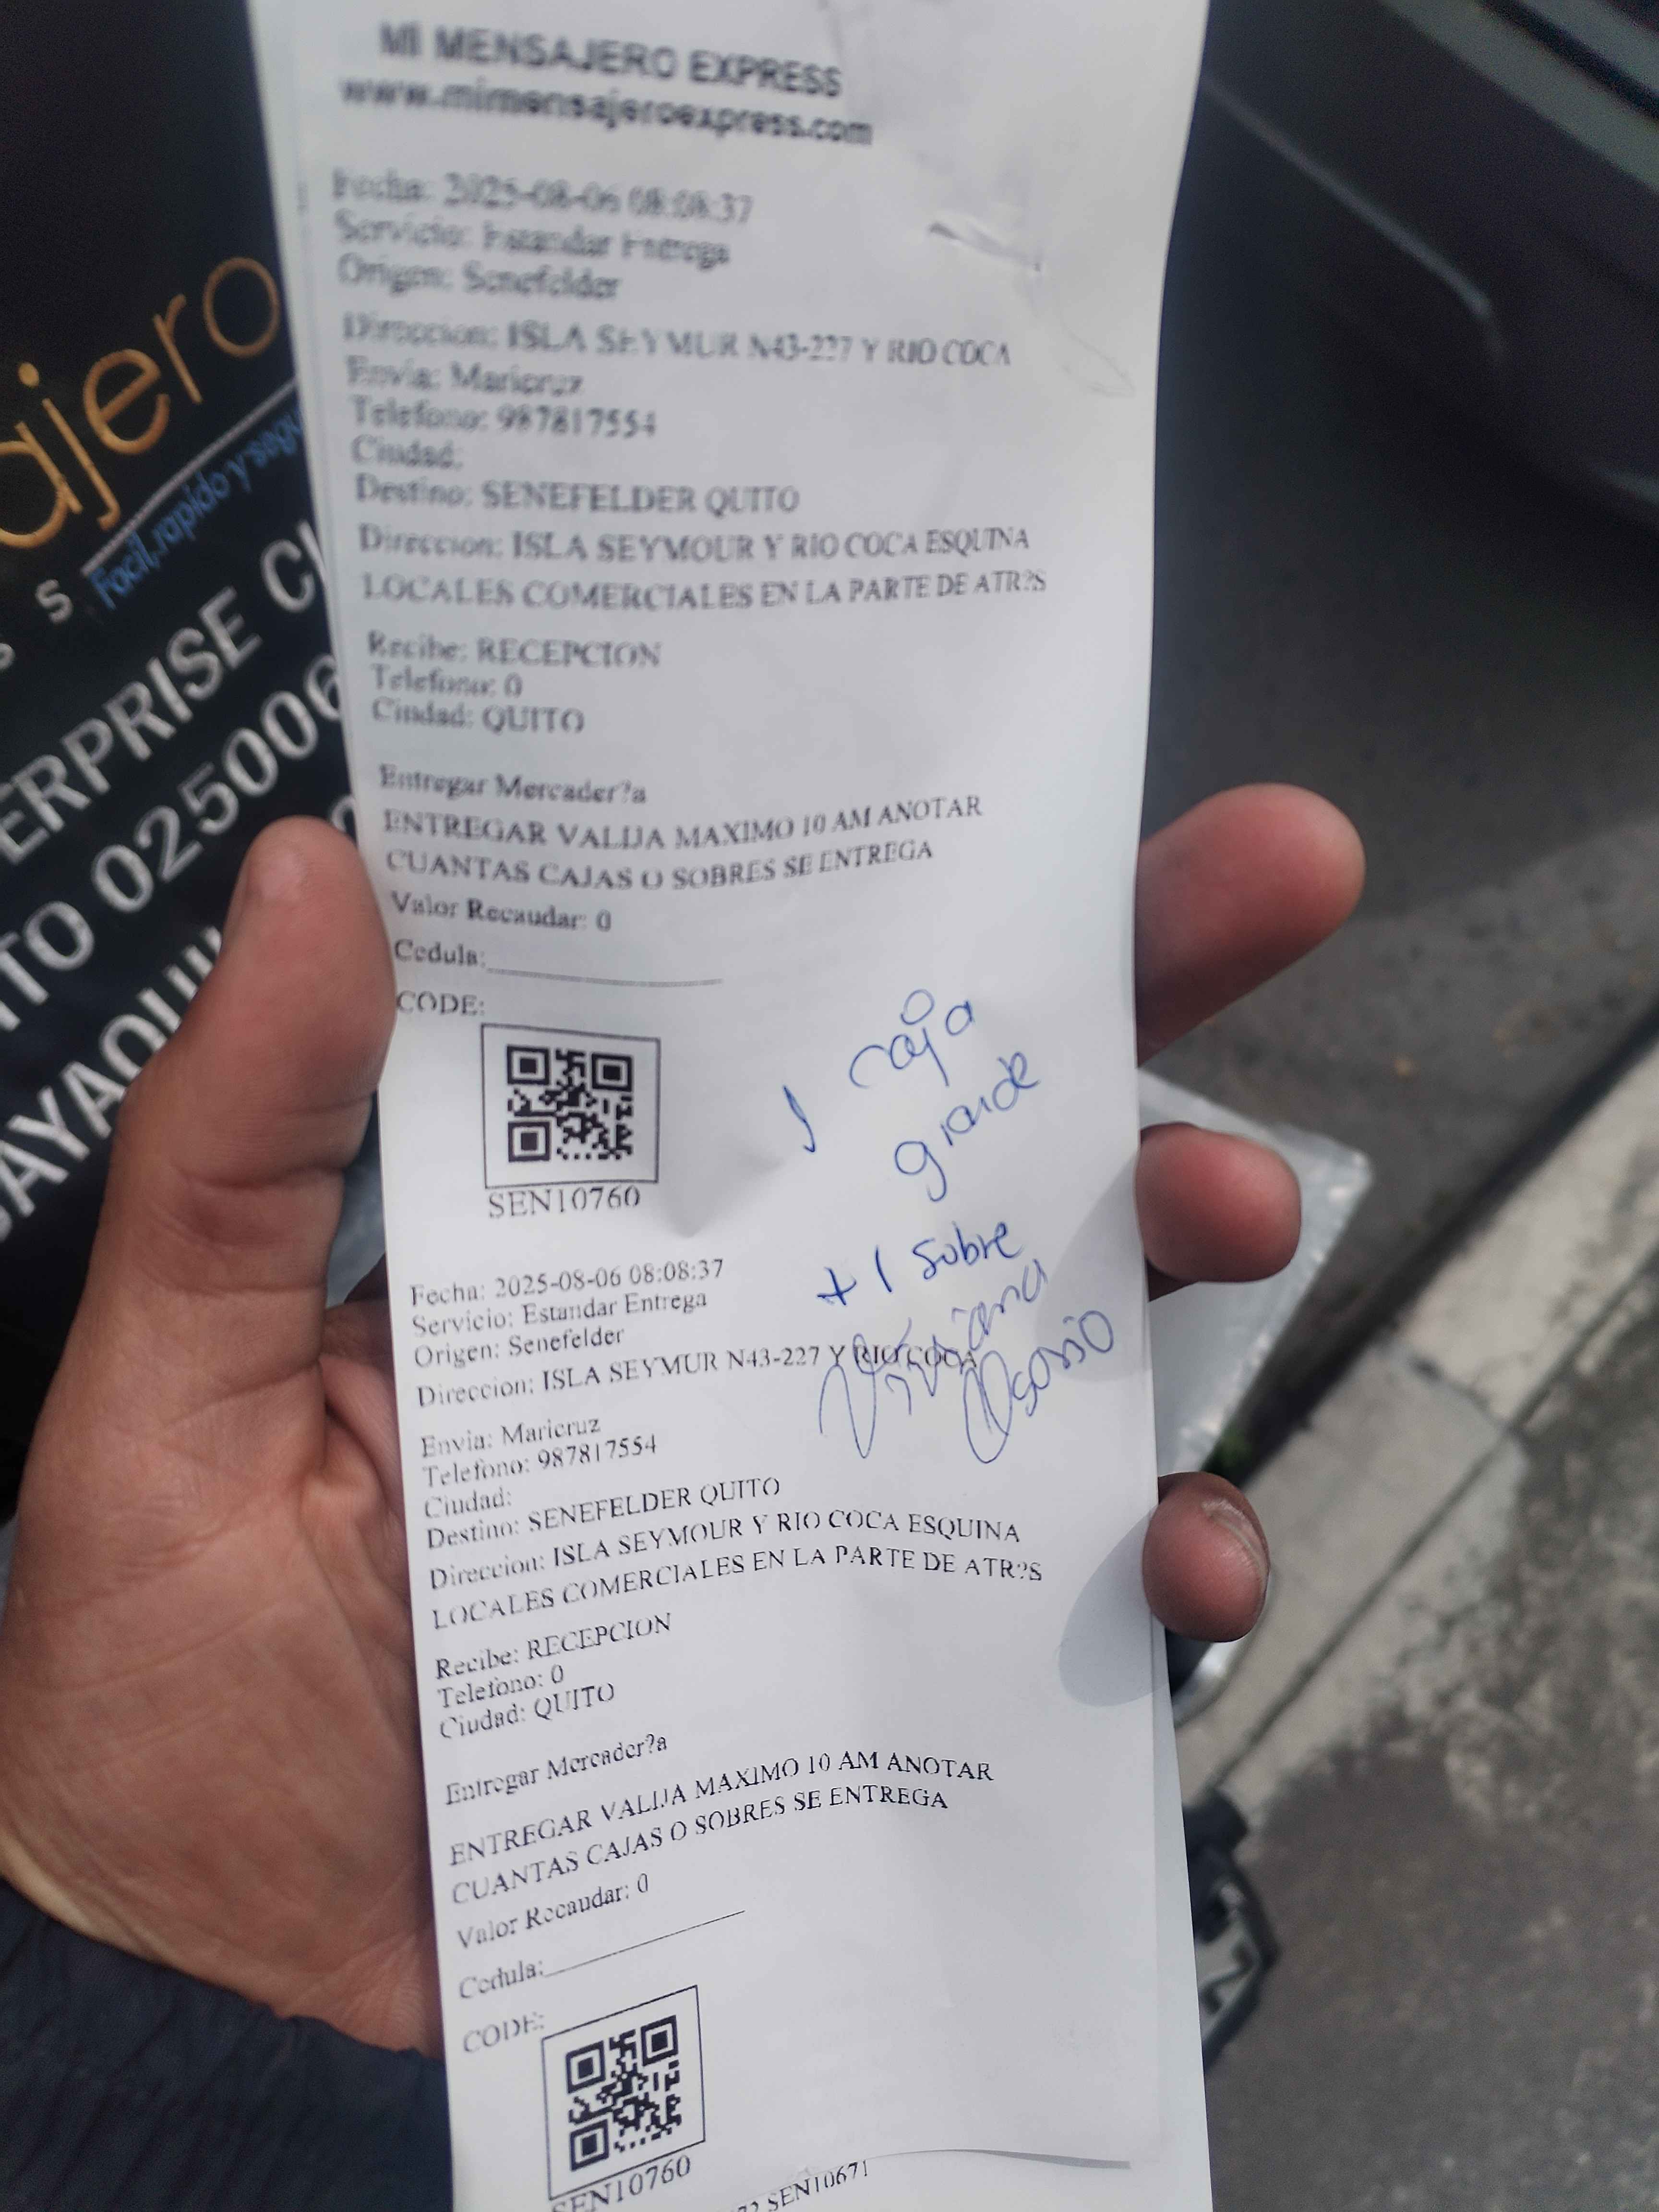 MI MENSAJERO EXPRESS
www.mimensajeroexpress.com
Fecha: 2025-08-06 08:08:37
Servicio: Estandar Entrega
Origen: Senefelder
Direccion: ISLA SEYMUR N43-227 Y RIO COCA
Envia: Maricruz
Telefono: 987817554
Ciudad:
Destino: SENEFELDER QUITO
Direccion: ISLA SEYMOUR Y RIO COCA ESQUINA
LOCALES COMERCIALES EN LA PARTE DE ATR?S
Recibe: RECEPCION
Telefono: 0
Ciudad: QUITO
Entregar Mercader?a
ENTREGAR VALIJA MAXIMO 10 AM ANOTAR
CUANTAS CAJAS O SOBRES SE ENTREGA
Valor Recaudar: 0
Cedula:
CODE:
SEN10760
1 caja
grande
+ 1 sobre
Osorio
Fecha: 2025-08-06 08:08:37
Servicio: Estandar Entrega
Origen: Senefelder
Direccion: ISLA SEYMUR N43-227 Y RIO COCA
Envia: Maricruz
Telefono: 987817554
Ciudad:
Destino: SENEFELDER QUITO
Direccion: ISLA SEYMOUR Y RIO COCA ESQUINA
LOCALES COMERCIALES EN LA PARTE DE ATR?S
Recibe: RECEPCION
Telefono: 0
Ciudad: QUITO
Entregar Mercader?a
ENTREGAR VALIJA MAXIMO 10 AM ANOTAR
CUANTAS CAJAS O SOBRES SE ENTREGA
Valor Recaudar: 0
Cedula:
CODE:
SEN10760
SEN10671
ajero
s Facil, rapido y segu
ERPRISE C
TO 025006
AYAQUIL